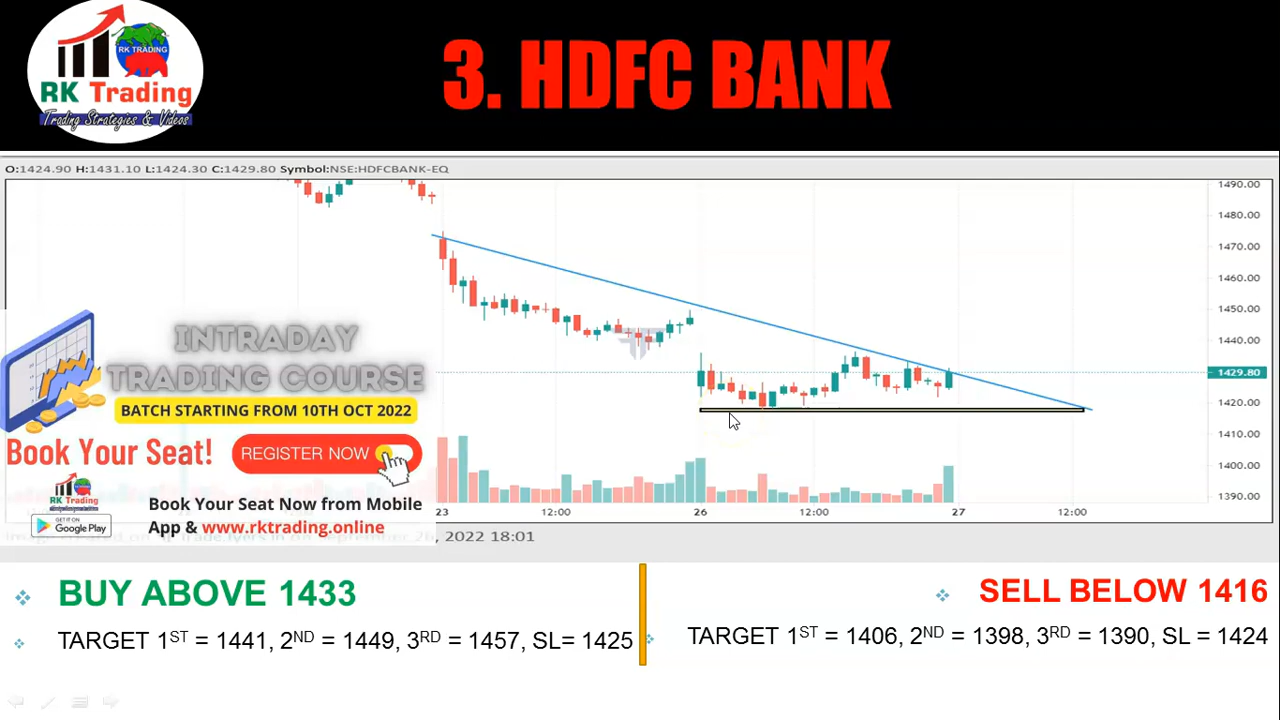 RK TRADING
RK Trading
Trading Strategies & Videos
3. HDFC BANK
O:1424.90 H:1431.10 L:1424.30 C:1429.80 Symbol:NSE:HDFCBANK-EQ
1490.00
1480.00
1470.00
1460.00
1450.00
1440.00
1429.80
1420.00
1410.00
1400.00
1390.00
INTRADAY
TRADING COURSE
BATCH STARTING FROM 10TH OCT 2022
Book Your Seat!
REGISTER NOW
RK Trading
GET IT ON
Google Play
Book Your Seat Now from Mobile
App & www.rktrading.online
23
12:00
26
12:00
27
12:00
2022 18:01
BUY ABOVE 1433
TARGET 1ST = 1441, 2ND = 1449, 3RD = 1457, SL= 1425
SELL BELOW 1416
TARGET 1ST = 1406, 2ND = 1398, 3RD = 1390, SL = 1424